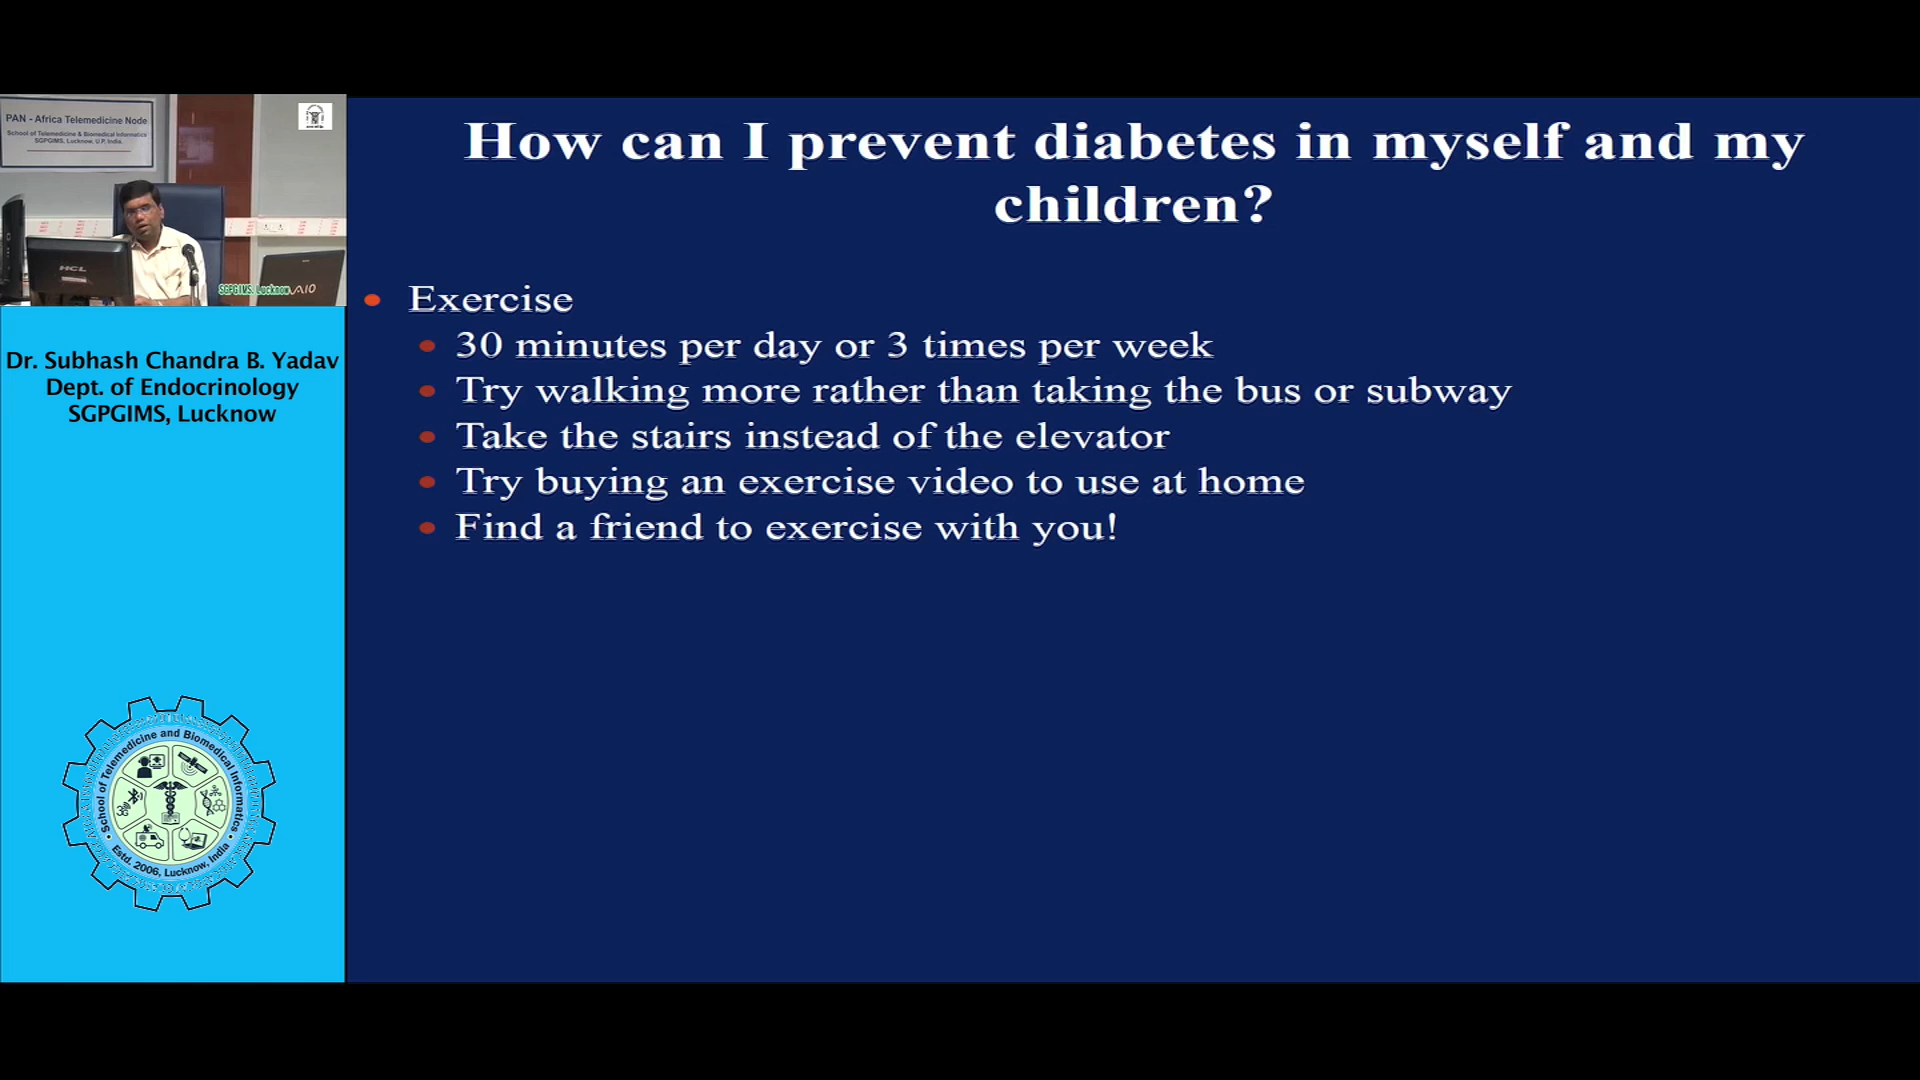 PAN - Africa Telemedicine Node
School of Telemedicine & Biomedical Informatics
SGPGIMS, Lucknow, U.P, India.
HCL
SGPGIMS, Lucknow
VAIO
Dr. Subhash Chandra B. Yadav
Dept. of Endocrinology
SGPGIMS, Lucknow
School of Telemedicine and Biomedical Informatics
Estd. 2006, Lucknow, India
3G
How can I prevent diabetes in myself and my
children?
• Exercise
• 30 minutes per day or 3 times per week
• Try walking more rather than taking the bus or subway
• Take the stairs instead of the elevator
• Try buying an exercise video to use at home
• Find a friend to exercise with you!